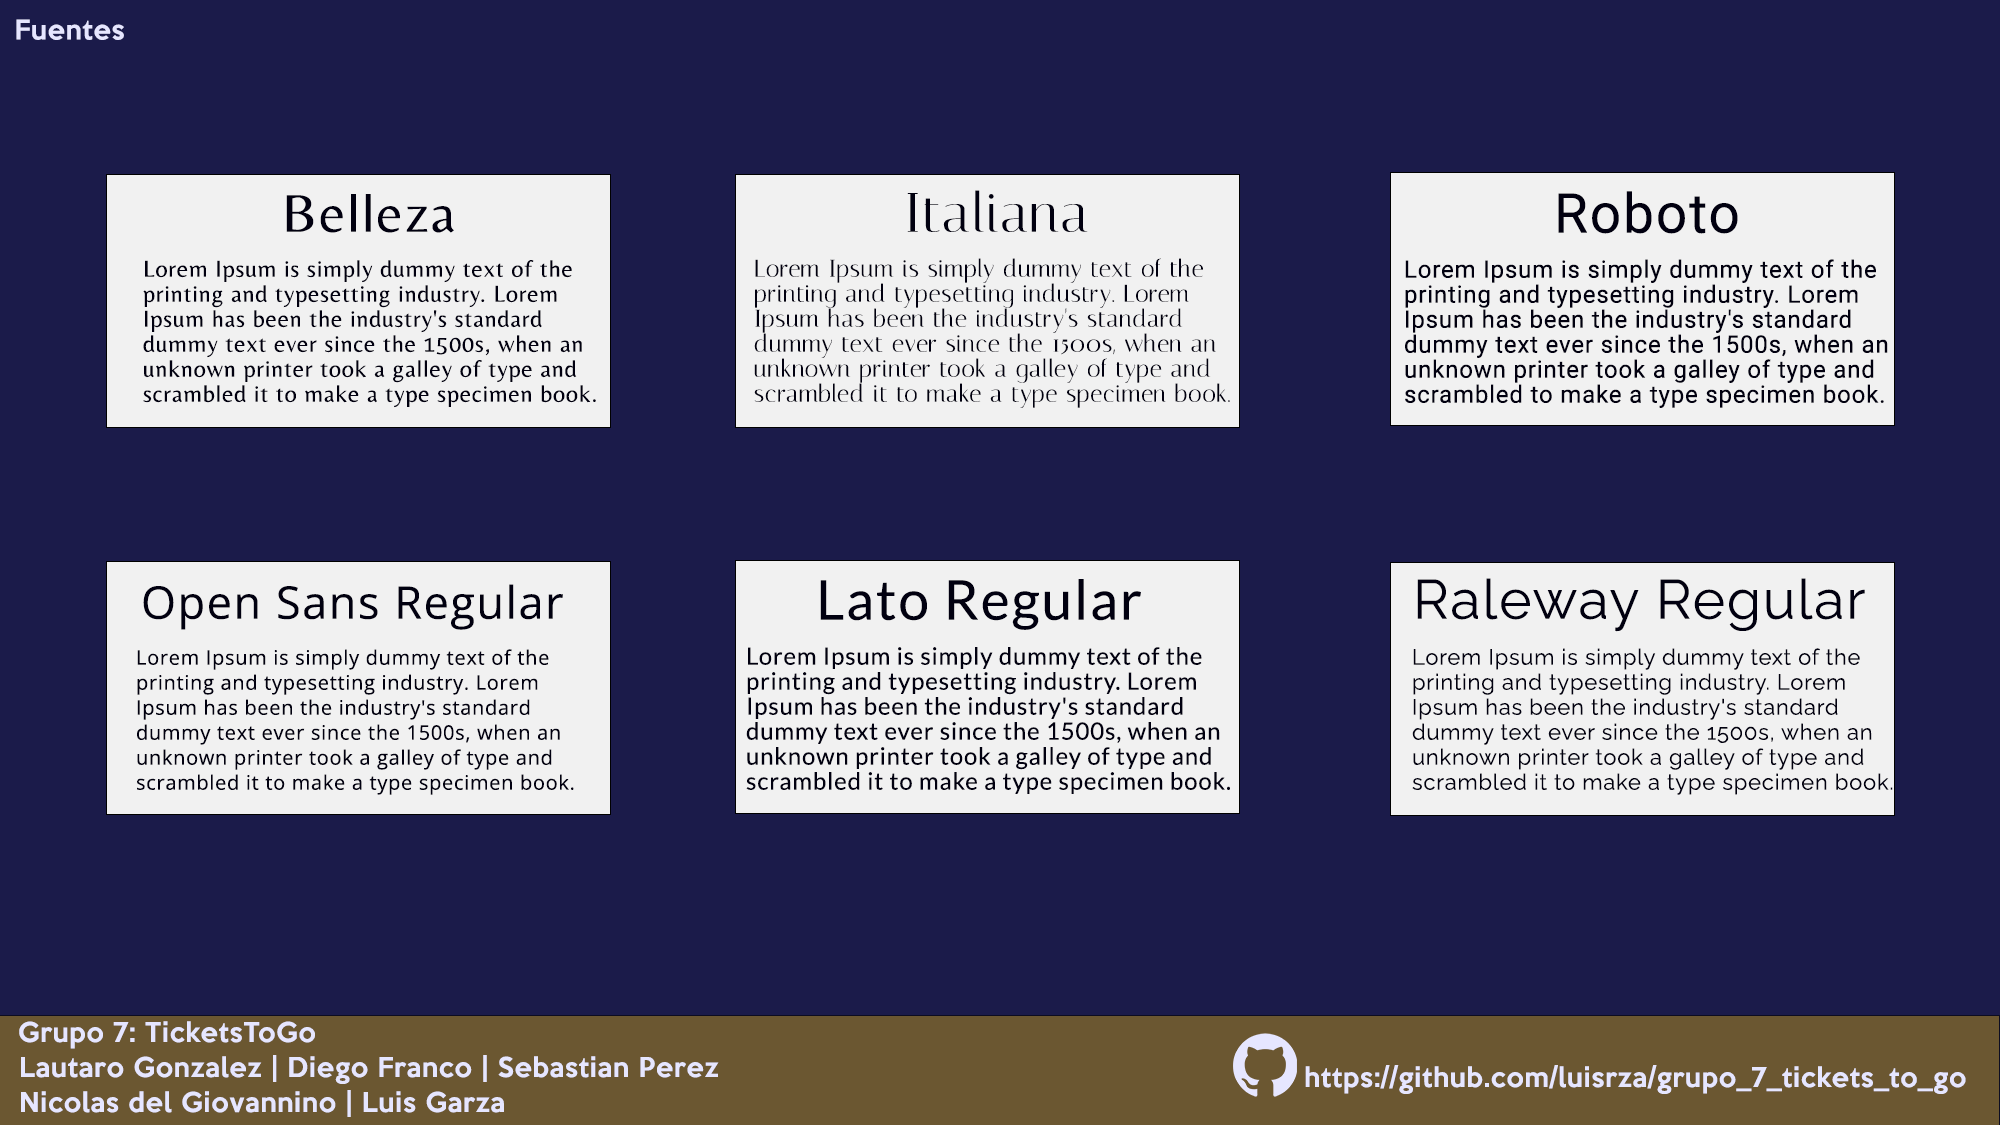 Fuentes
Belleza
Lorem Ipsum is simply dummy text of the
printing and typesetting industry. Lorem
Ipsum has been the industry's standard
dummy text ever since the 1500s, when an
unknown printer took a galley of type and
scrambled it to make a type specimen book.
Italiana
Lorem Ipsum is simply dummy text of the
printing and typesetting industry. Lorem
Ipsum has been the industry's standard
dummy text ever since the 1500s, when an
unknown printer took a galley of type and
scrambled it to make a type specimen book.
Roboto
Lorem Ipsum is simply dummy text of the
printing and typesetting industry. Lorem
Ipsum has been the industry's standard
dummy text ever since the 1500s, when an
unknown printer took a galley of type and
scrambled to make a type specimen book.
Open Sans Regular
Lorem Ipsum is simply dummy text of the
printing and typesetting industry. Lorem
Ipsum has been the industry's standard
dummy text ever since the 1500s, when an
unknown printer took a galley of type and
scrambled it to make a type specimen book.
Lato Regular
Lorem Ipsum is simply dummy text of the
printing and typesetting industry. Lorem
Ipsum has been the industry's standard
dummy text ever since the 1500s, when an
unknown printer took a galley of type and
scrambled it to make a type specimen book.
Raleway Regular
Lorem Ipsum is simply dummy text of the
printing and typesetting industry. Lorem
Ipsum has been the industry's standard
dummy text ever since the 1500s, when an
unknown printer took a galley of type and
scrambled it to make a type specimen book.
Grupo 7: TicketsToGo
Lautaro Gonzalez | Diego Franco | Sebastian Perez
Nicolas del Giovannino | Luis Garza
https://github.com/luisrza/grupo_7_tickets_to_go